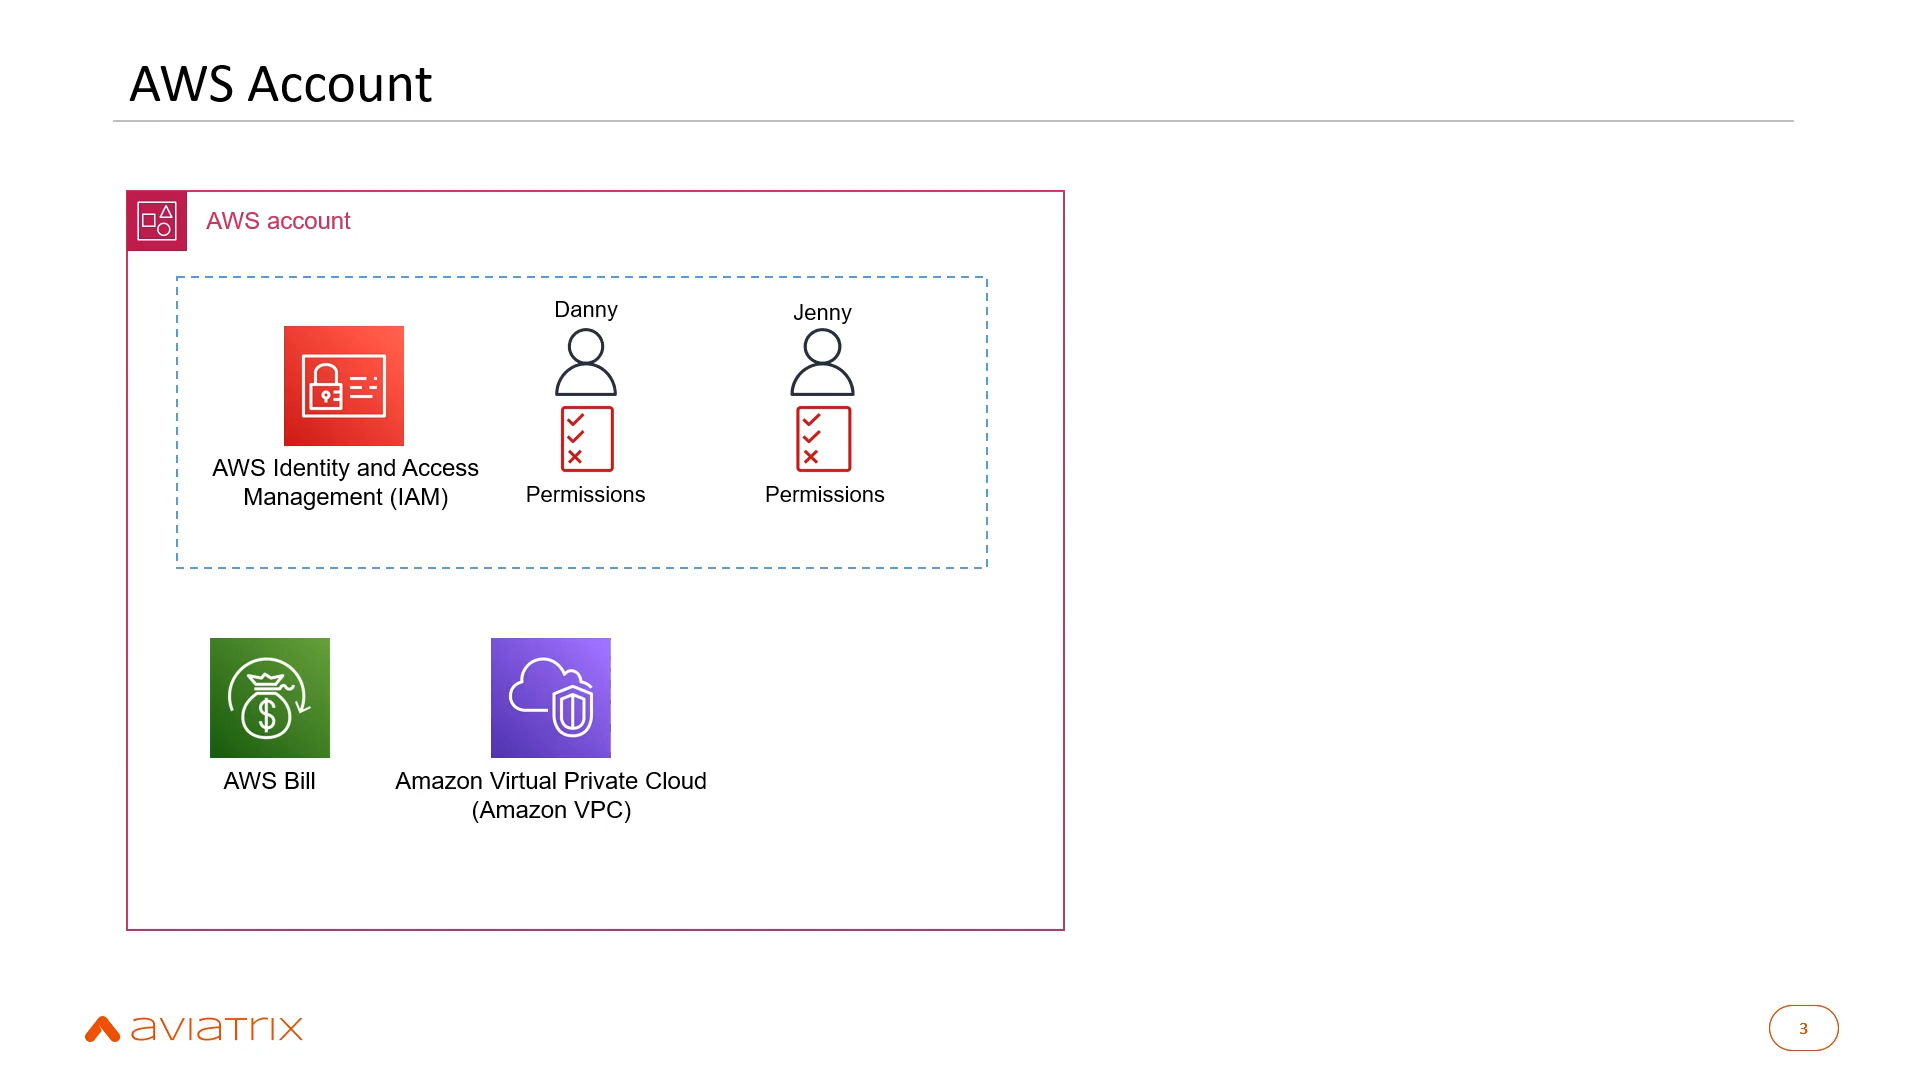 AWS Account
AWS account
Danny
Jenny
AWS Identity and Access
Management (IAM)
Permissions
Permissions
$
AWS Bill
Amazon Virtual Private Cloud
(Amazon VPC)
aviatrix
3